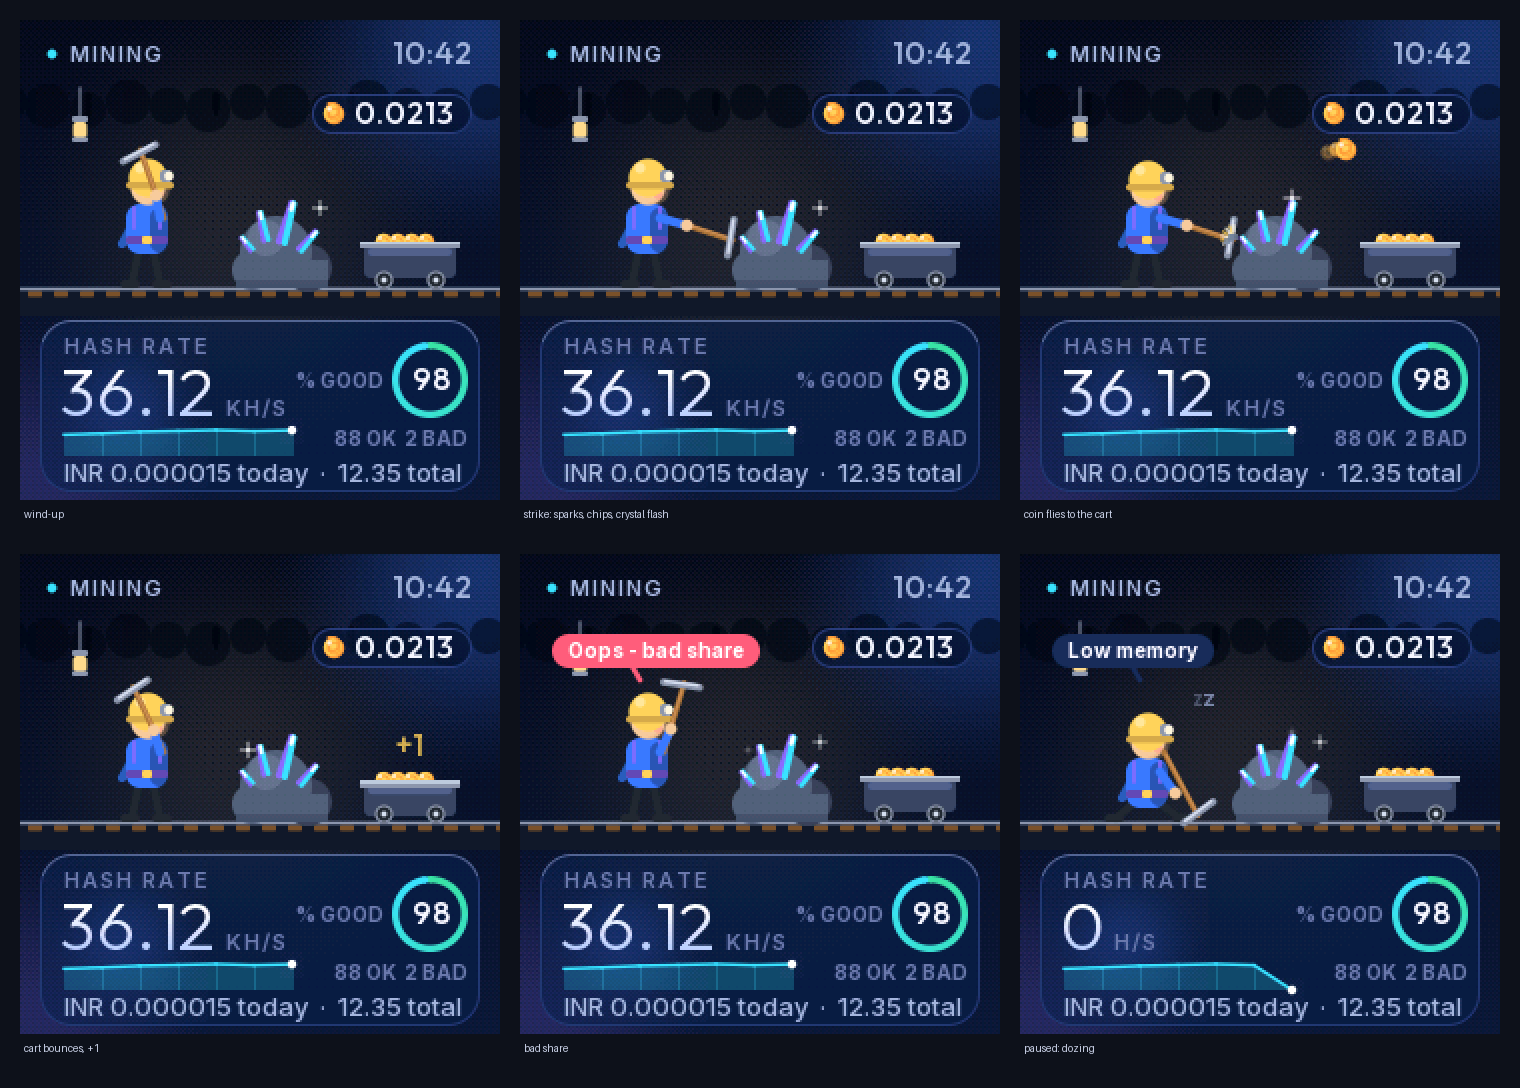 MINING
10:42
0.0213
HASH RATE
36.12 KH/S
% GOOD
98
88 OK 2 BAD
INR 0.000015 today · 12.35 total
wind-up
MINING
10:42
0.0213
HASH RATE
36.12 KH/S
% GOOD
98
88 OK 2 BAD
INR 0.000015 today · 12.35 total
strike: sparks, chips, crystal flash
MINING
10:42
0.0213
HASH RATE
36.12 KH/S
% GOOD
98
88 OK 2 BAD
INR 0.000015 today · 12.35 total
coin flies to the cart
MINING
10:42
0.0213
+1
HASH RATE
36.12 KH/S
% GOOD
98
88 OK 2 BAD
INR 0.000015 today · 12.35 total
cart bounces, +1
MINING
10:42
Oops - bad share
0.0213
HASH RATE
36.12 KH/S
% GOOD
98
88 OK 2 BAD
INR 0.000015 today · 12.35 total
bad share
MINING
10:42
Low memory
0.0213
zz
HASH RATE
0 H/S
% GOOD
98
88 OK 2 BAD
INR 0.000015 today · 12.35 total
paused: dozing